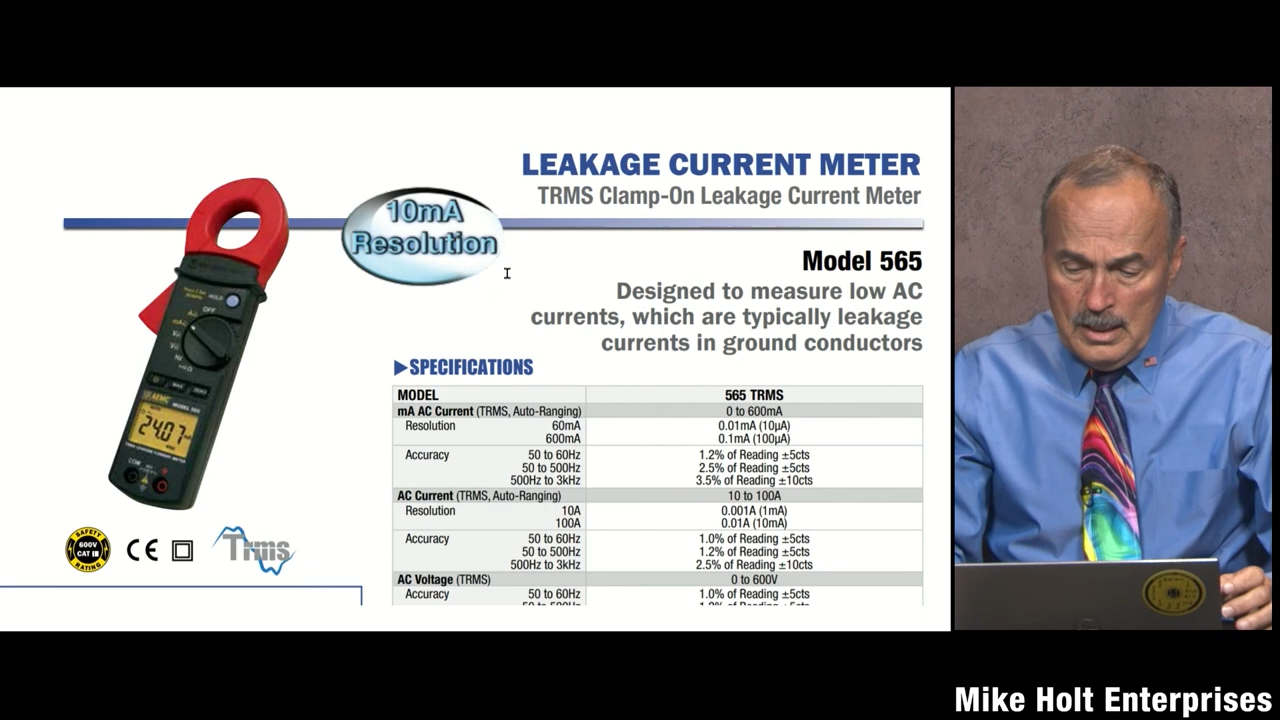 LEAKAGE CURRENT METER
TRMS Clamp-On Leakage Current Meter
10mA
Resolution
Model 565
Designed to measure low AC
currents, which are typically leakage
currents in ground conductors
▶SPECIFICATIONS
MODEL 565 TRMS
mA AC Current (TRMS, Auto-Ranging) 0 to 600mA
Resolution 60mA 0.01mA (10µA)
600mA 0.1mA (100µA)
Accuracy 50 to 60Hz 1.2% of Reading ±5cts
50 to 500Hz 2.5% of Reading ±5cts
500Hz to 3kHz 3.5% of Reading ±10cts
AC Current (TRMS, Auto-Ranging) 10 to 100A
Resolution 10A 0.001A (1mA)
100A 0.01A (10mA)
Accuracy 50 to 60Hz 1.0% of Reading ±5cts
50 to 500Hz 1.2% of Reading ±5cts
500Hz to 3kHz 2.5% of Reading ±10cts
AC Voltage (TRMS) 0 to 600V
Accuracy 50 to 60Hz 1.0% of Reading ±5cts
HOLD
OFF
MAX
AEMC
MODEL 565
24.07
COM
SAFETY
600V
CAT III
RATING
CE
Trms
Mike Holt Enterprises